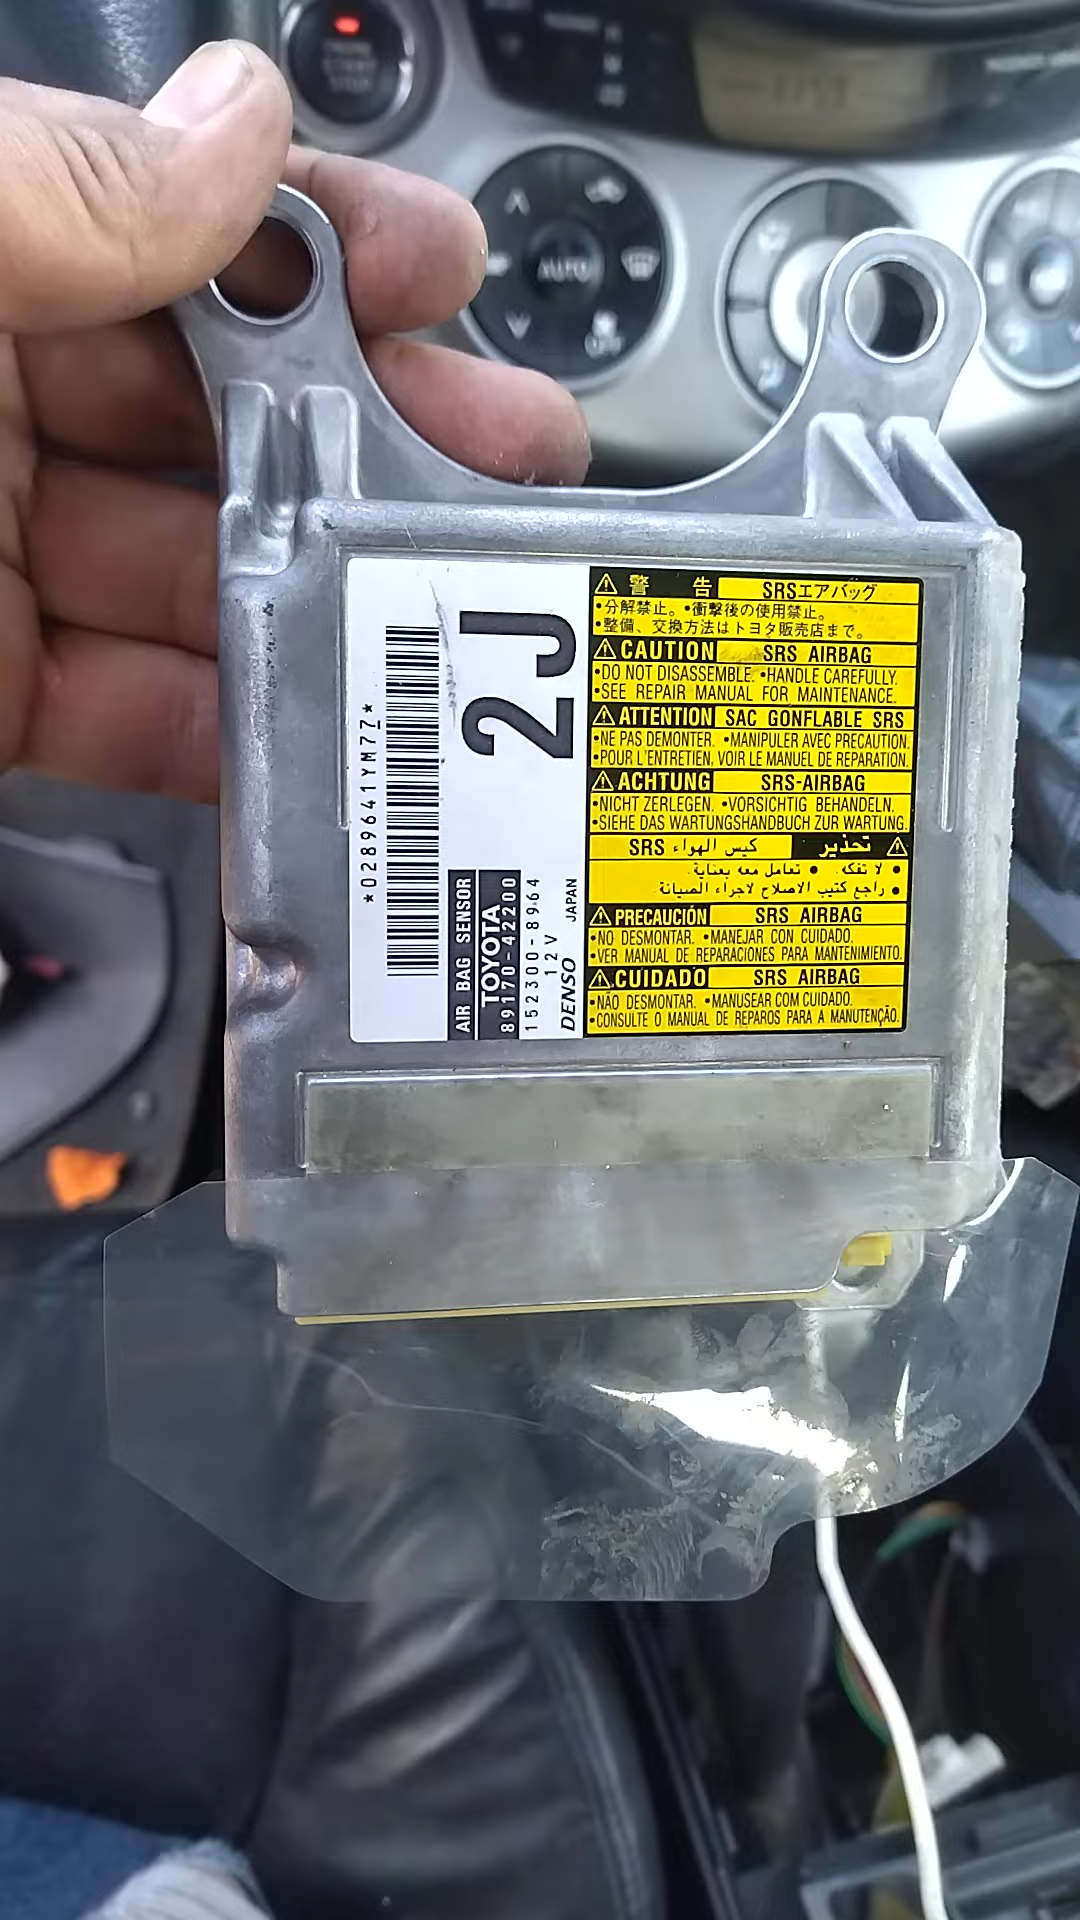 AUTO
OFF
*0289641YM77*
2J
AIR BAG SENSOR
TOYOTA
89170-42200
152300-8964
12V
DENSO JAPAN
警 告 SRSエアバッグ
•分解禁止。 •衝撃後の使用禁止。
•整備、交換方法はトヨタ販売店まで。
CAUTION SRS AIRBAG
•DO NOT DISASSEMBLE. •HANDLE CAREFULLY.
•SEE REPAIR MANUAL FOR MAINTENANCE.
ATTENTION SAC GONFLABLE SRS
•NE PAS DEMONTER. •MANIPULER AVEC PRECAUTION.
•POUR L'ENTRETIEN, VOIR LE MANUEL DE REPARATION.
ACHTUNG SRS-AIRBAG
•NICHT ZERLEGEN. •VORSICHTIG BEHANDELN.
•SIEHE DAS WARTUNGSHANDBUCH ZUR WARTUNG.
تحذير كيس الهواء SRS
• لا تفكه. • تعامل معه بعناية.
• راجع كتيب الاصلاح لاجراء الصيانة.
PRECAUCIÓN SRS AIRBAG
•NO DESMONTAR. •MANEJAR CON CUIDADO.
•VER MANUAL DE REPARACIONES PARA MANTENIMIENTO.
CUIDADO SRS AIRBAG
•NÃO DESMONTAR. •MANUSEAR COM CUIDADO.
•CONSULTE O MANUAL DE REPAROS PARA A MANUTENÇÃO.